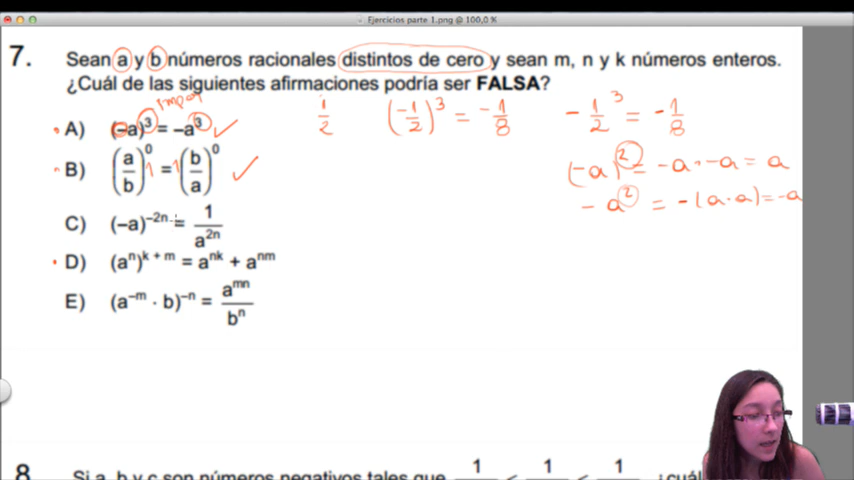 Ejercicios parte 1.png @ 100,0 %
7. Sean a y b números racionales distintos de cero y sean m, n y k números enteros.
¿Cuál de las siguientes afirmaciones podría ser FALSA?
impar
A) (–a)³ = –a³ ✓
B) (a/b)⁰ 1 = 1 (b/a)⁰ ✓
C) (–a)⁻²ⁿ = 1/a²ⁿ
D) (aⁿ)ᵏ ⁺ ᵐ = aⁿᵏ + aⁿᵐ
E) (a⁻ᵐ · b)⁻ⁿ = aᵐⁿ/bⁿ
1/2 (-1/2)³ = -1/8 - 1/2³ = -1/8
(-a)² = -a · -a = a
- a² = -(a·a) = -a
8 Si a, b y c son números negativos tales que 1 < 1 < 1